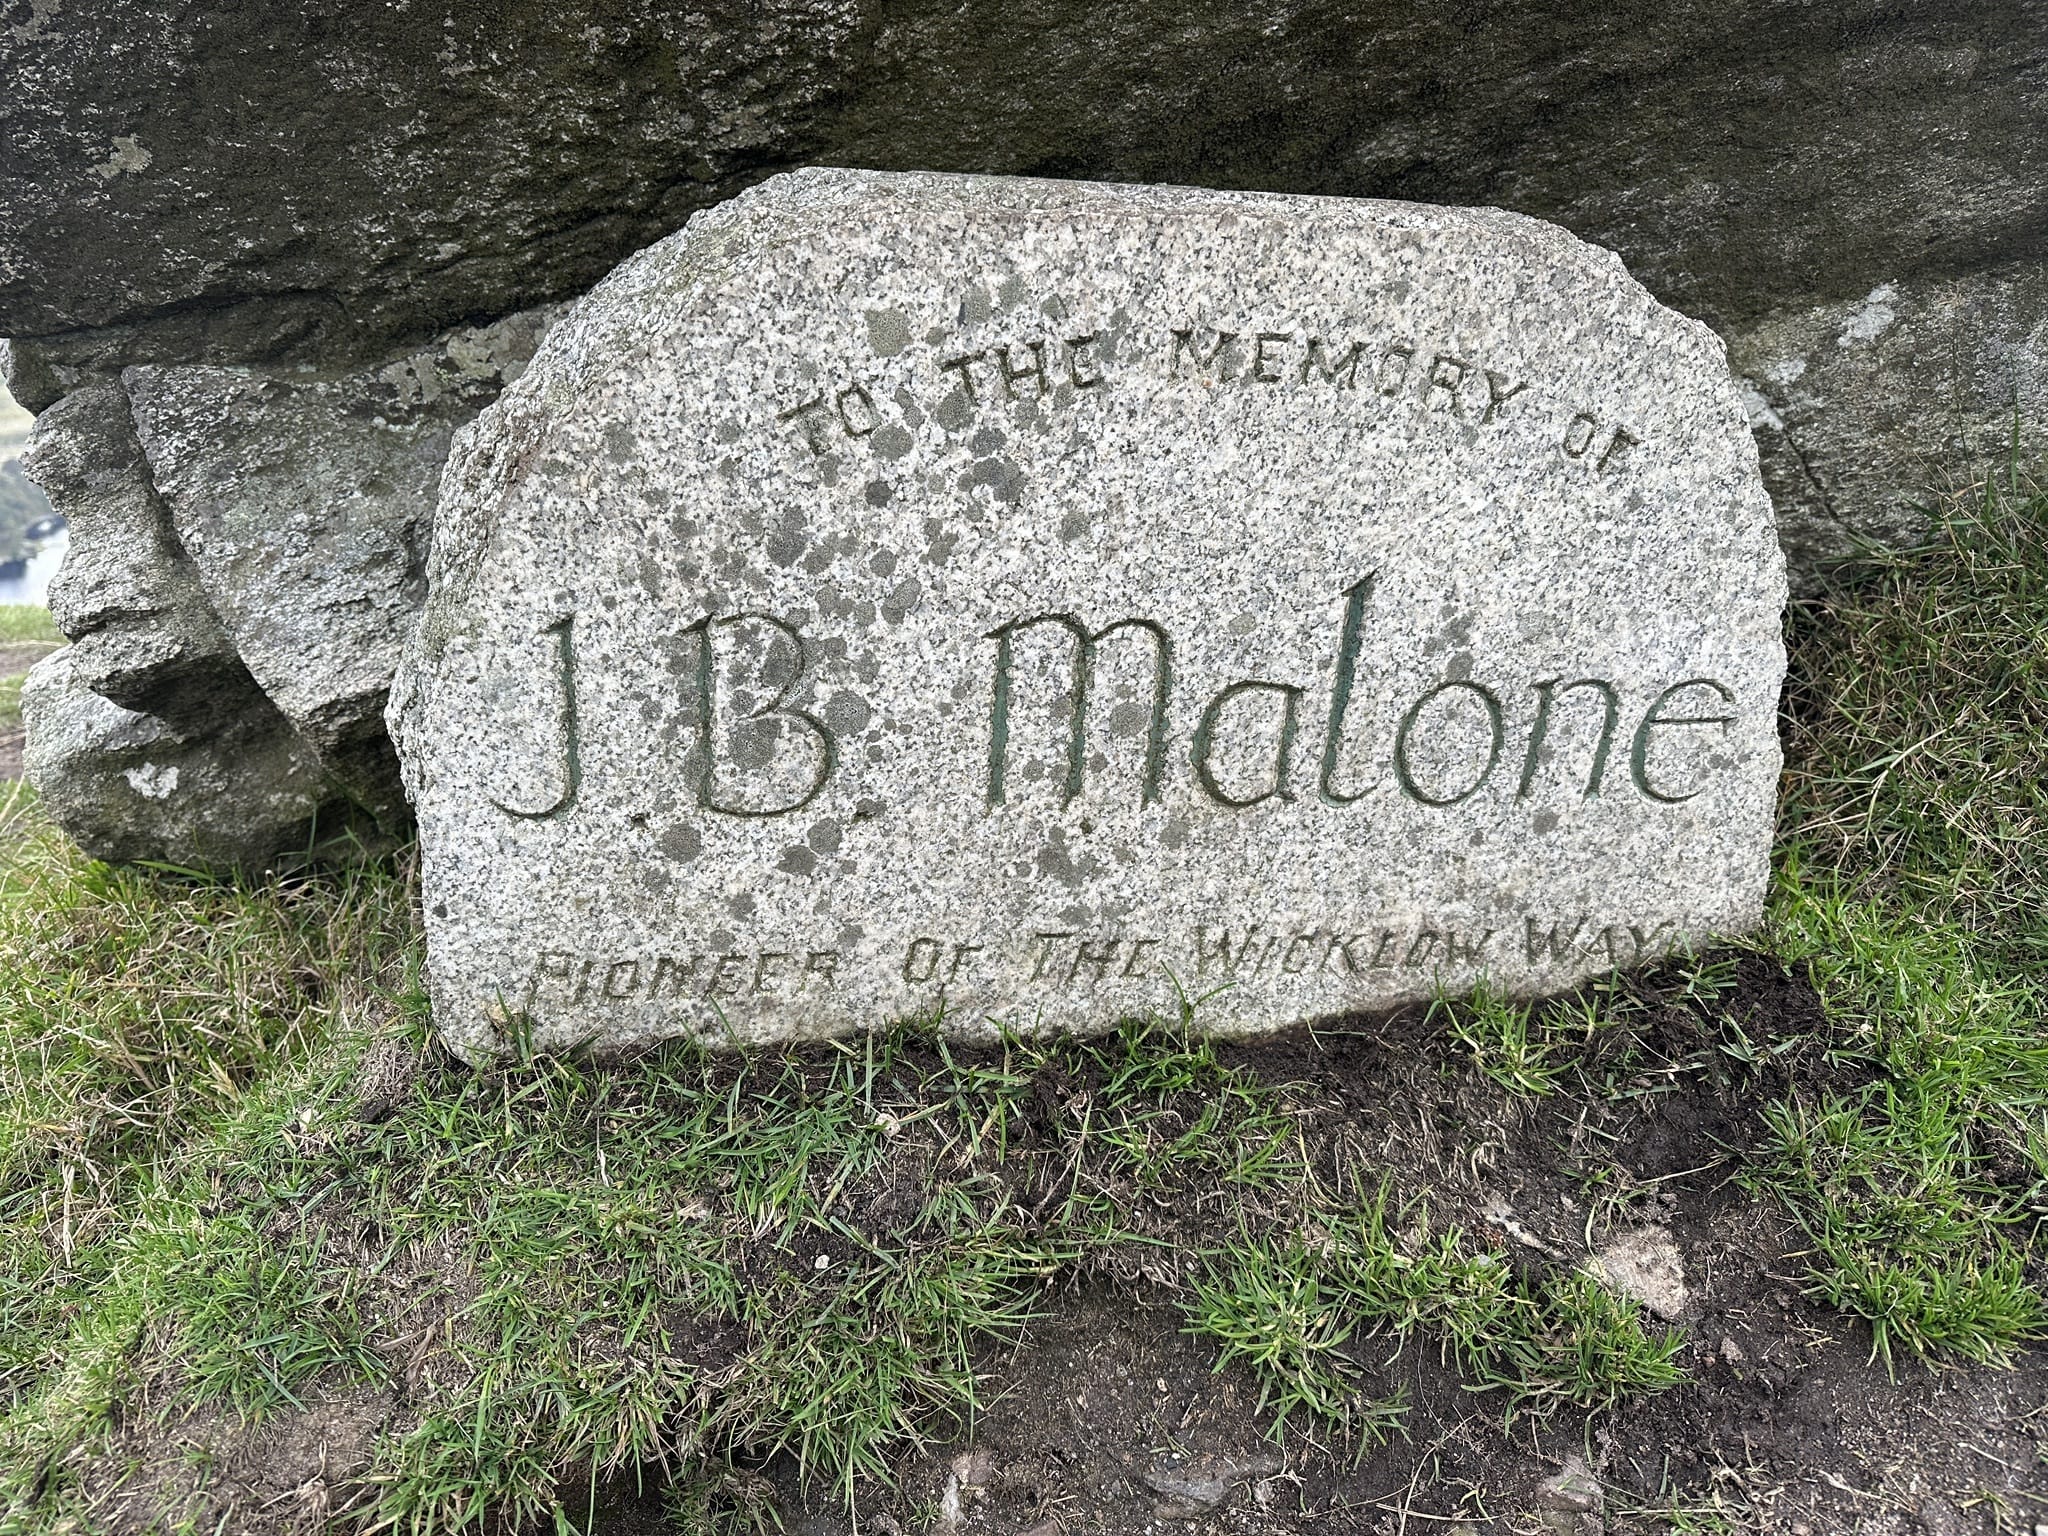 TO THE MEMORY OF
J.B. Malone
PIONEER OF THE WICKLOW WAY